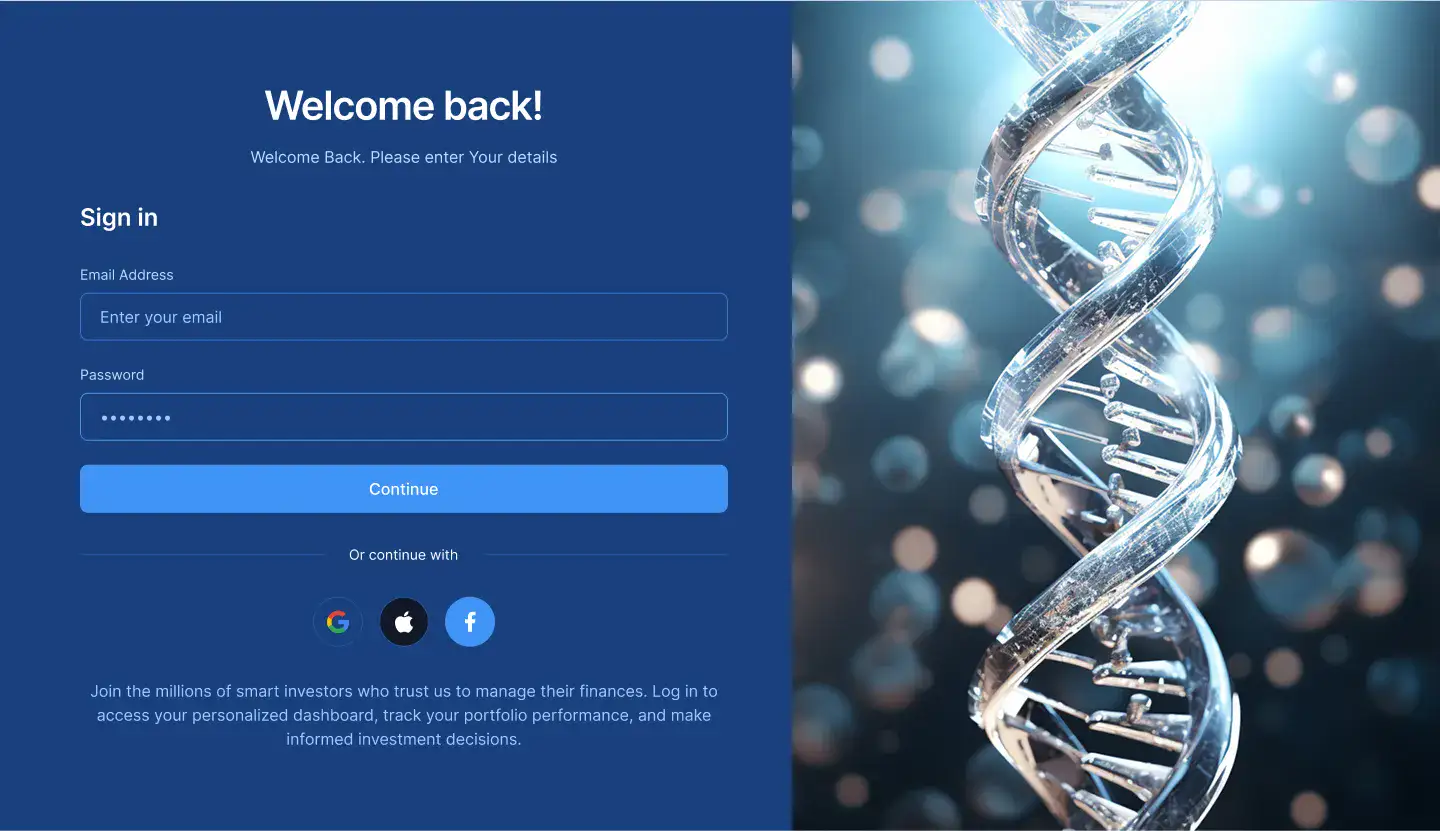 Welcome back!
Welcome Back. Please enter Your details
Sign in
Email Address
Enter your email
Password
••••••••
Continue
Or continue with
Join the millions of smart investors who trust us to manage their finances. Log in to
access your personalized dashboard, track your portfolio performance, and make
informed investment decisions.